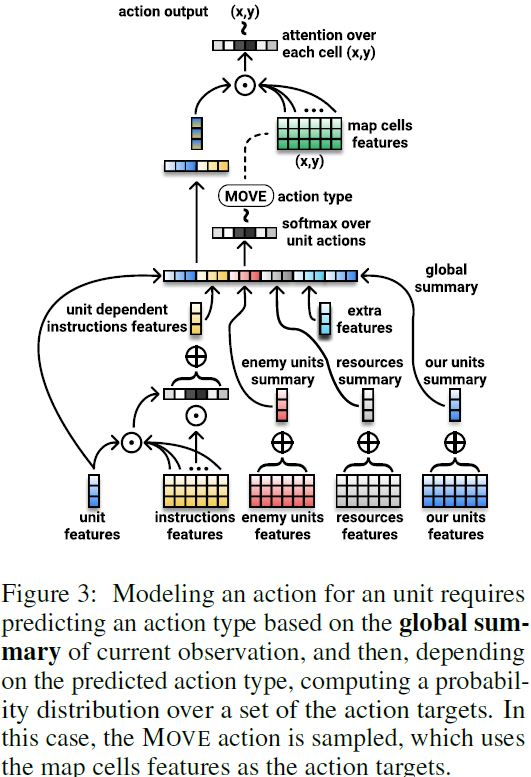 action output (x,y)
attention over
each cell (x,y)
map cells
features
(x,y)
MOVE action type
softmax over
unit actions
global
summary
unit dependent
instructions features
extra
features
enemy units
summary
resources
summary
our units
summary
unit
features
instructions
features
enemy units
features
resources
features
our units
features
Figure 3: Modeling an action for an unit requires
predicting an action type based on the global sum-
mary of current observation, and then, depending
on the predicted action type, computing a probabil-
ity distribution over a set of the action targets. In
this case, the MOVE action is sampled, which uses
the map cells features as the action targets.